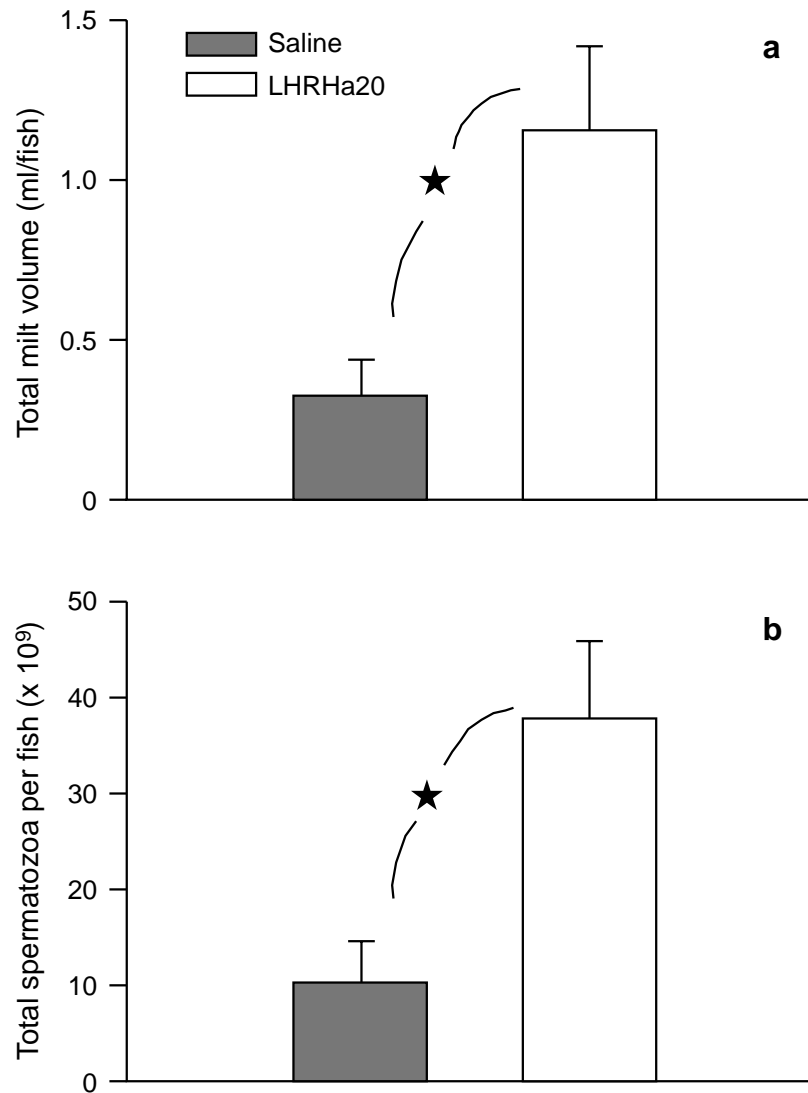 1.5
Saline
a
LHRHa20
Total milt volume (ml/fish)
1.0
0.5
0
50
b
Total spermatozoa per fish (x 10⁹)
40
30
20
10
0